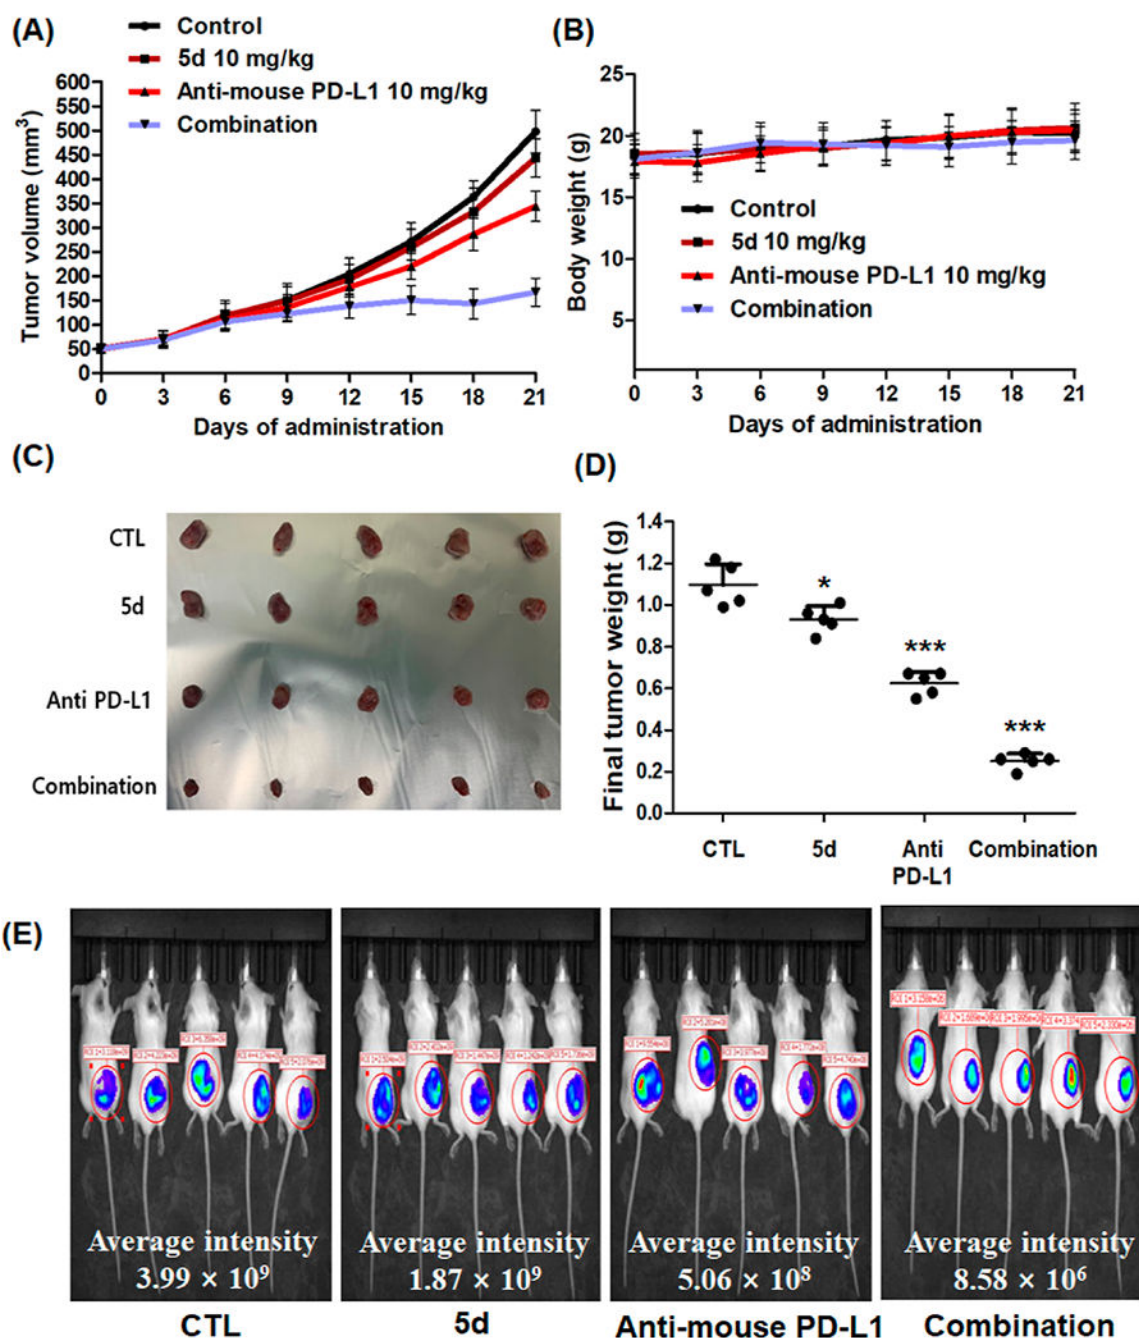 (A)
Control
5d 10 mg/kg
Anti-mouse PD-L1 10 mg/kg
Combination
Tumor volume (mm³)
600
550
500
450
400
350
300
250
200
150
100
50
0
0 3 6 9 12 15 18 21
Days of administration
(B)
Body weight (g)
25
20
15
10
5
Control
5d 10 mg/kg
Anti-mouse PD-L1 10 mg/kg
Combination
0 3 6 9 12 15 18 21
Days of administration
(C)
CTL
5d
Anti PD-L1
Combination
(D)
Final tumor weight (g)
1.4
1.2
1.0
0.8
0.6
0.4
0.2
0.0
*
***
***
CTL 5d Anti PD-L1 Combination
(E)
Average intensity
3.99 × 10⁹
CTL
Average intensity
1.87 × 10⁹
5d
Average intensity
5.06 × 10⁸
Anti-mouse PD-L1
Average intensity
8.58 × 10⁶
Combination